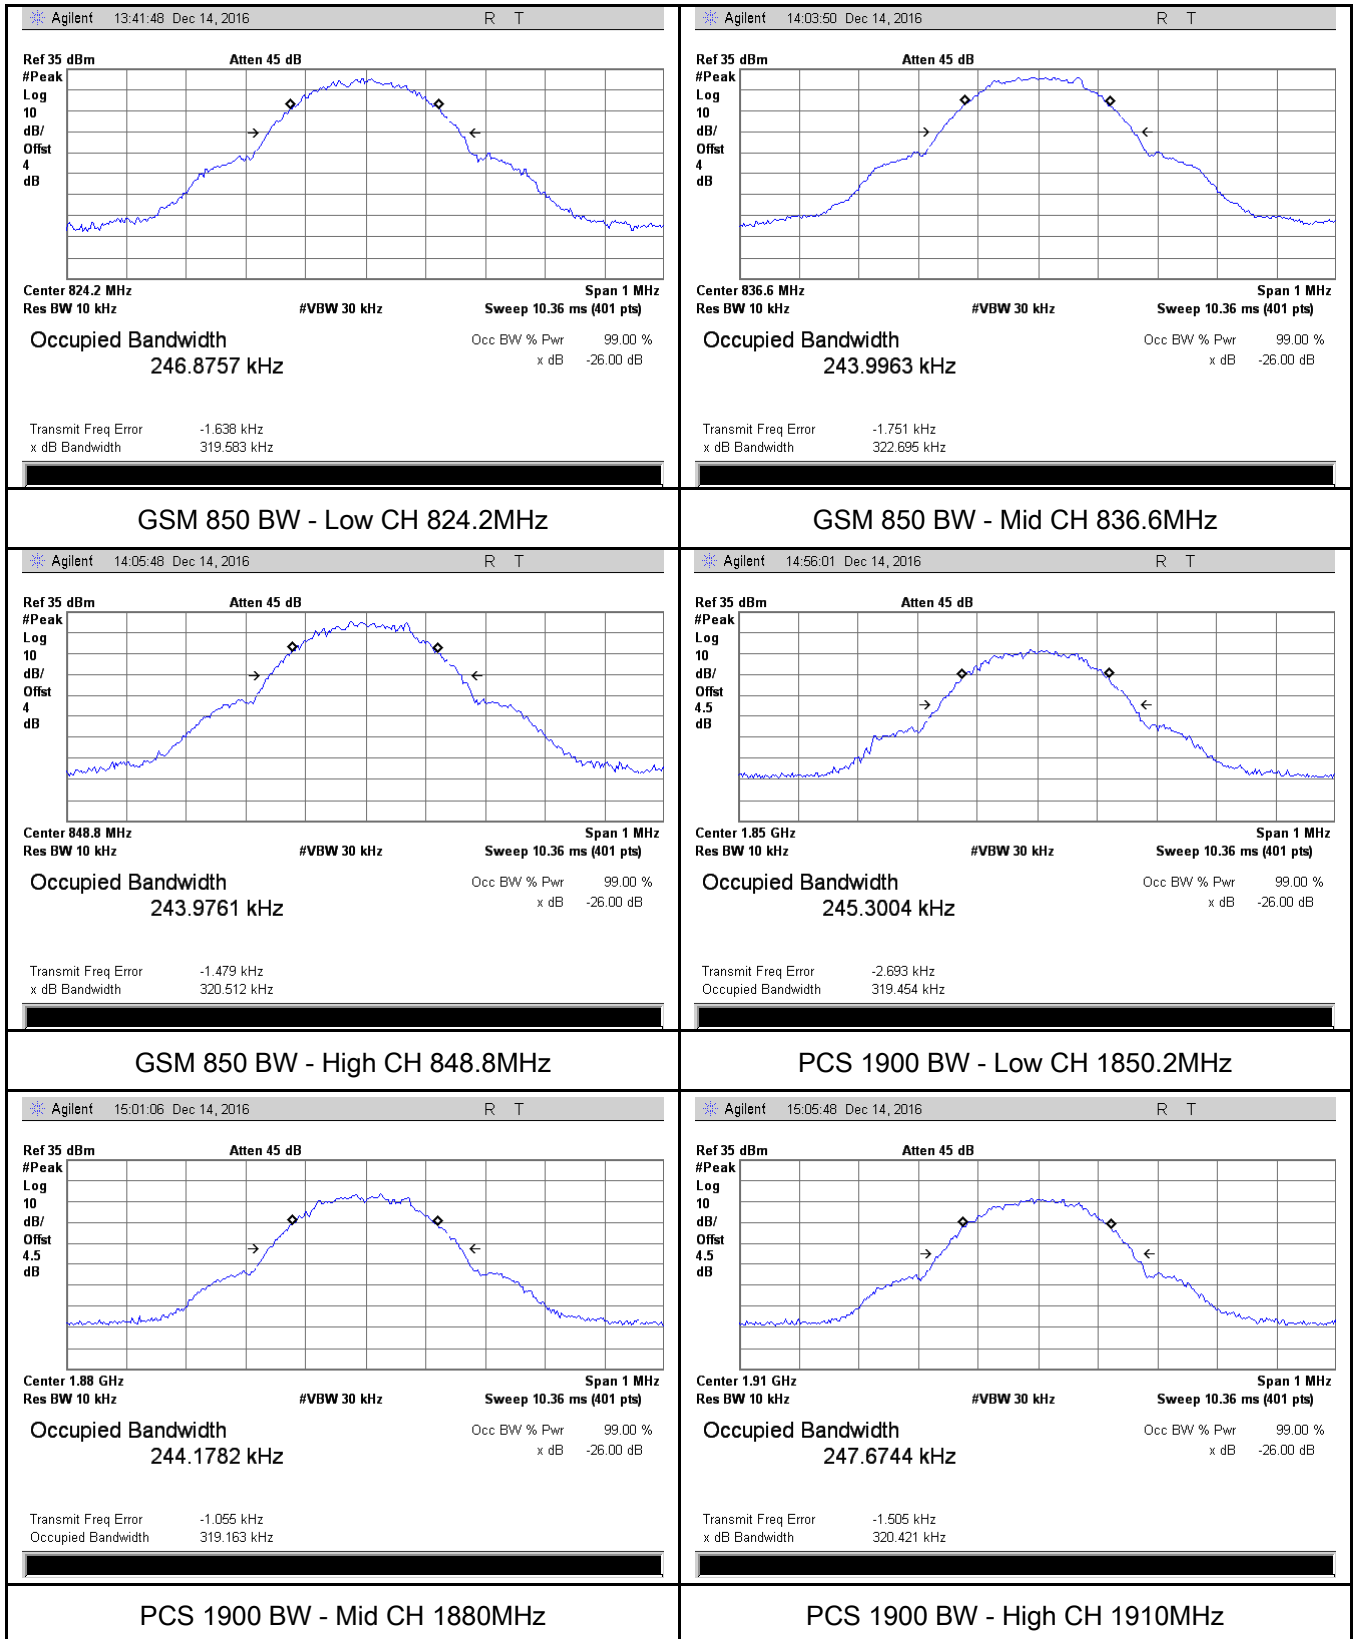 Agilent 13:41:48 Dec 14, 2016 R T
Ref 35 dBm Atten 45 dB
#Peak
Log
10
dB/
Offst
4
dB
Center 824.2 MHz Span 1 MHz
Res BW 10 kHz #VBW 30 kHz Sweep 10.36 ms (401 pts)
Occupied Bandwidth Occ BW % Pwr 99.00 %
246.8757 kHz x dB -26.00 dB
Transmit Freq Error -1.638 kHz
x dB Bandwidth 319.583 kHz
GSM 850 BW - Low CH 824.2MHz
Agilent 14:03:50 Dec 14, 2016 R T
Ref 35 dBm Atten 45 dB
#Peak
Log
10
dB/
Offst
4
dB
Center 836.6 MHz Span 1 MHz
Res BW 10 kHz #VBW 30 kHz Sweep 10.36 ms (401 pts)
Occupied Bandwidth Occ BW % Pwr 99.00 %
243.9963 kHz x dB -26.00 dB
Transmit Freq Error -1.751 kHz
x dB Bandwidth 322.695 kHz
GSM 850 BW - Mid CH 836.6MHz
Agilent 14:05:48 Dec 14, 2016 R T
Ref 35 dBm Atten 45 dB
#Peak
Log
10
dB/
Offst
4
dB
Center 848.8 MHz Span 1 MHz
Res BW 10 kHz #VBW 30 kHz Sweep 10.36 ms (401 pts)
Occupied Bandwidth Occ BW % Pwr 99.00 %
243.9761 kHz x dB -26.00 dB
Transmit Freq Error -1.479 kHz
x dB Bandwidth 320.512 kHz
GSM 850 BW - High CH 848.8MHz
Agilent 14:56:01 Dec 14, 2016 R T
Ref 35 dBm Atten 45 dB
#Peak
Log
10
dB/
Offst
4.5
dB
Center 1.85 GHz Span 1 MHz
Res BW 10 kHz #VBW 30 kHz Sweep 10.36 ms (401 pts)
Occupied Bandwidth Occ BW % Pwr 99.00 %
245.3004 kHz x dB -26.00 dB
Transmit Freq Error -2.693 kHz
Occupied Bandwidth 319.454 kHz
PCS 1900 BW - Low CH 1850.2MHz
Agilent 15:01:06 Dec 14, 2016 R T
Ref 35 dBm Atten 45 dB
#Peak
Log
10
dB/
Offst
4.5
dB
Center 1.88 GHz Span 1 MHz
Res BW 10 kHz #VBW 30 kHz Sweep 10.36 ms (401 pts)
Occupied Bandwidth Occ BW % Pwr 99.00 %
244.1782 kHz x dB -26.00 dB
Transmit Freq Error -1.055 kHz
Occupied Bandwidth 319.163 kHz
PCS 1900 BW - Mid CH 1880MHz
Agilent 15:05:48 Dec 14, 2016 R T
Ref 35 dBm Atten 45 dB
#Peak
Log
10
dB/
Offst
4.5
dB
Center 1.91 GHz Span 1 MHz
Res BW 10 kHz #VBW 30 kHz Sweep 10.36 ms (401 pts)
Occupied Bandwidth Occ BW % Pwr 99.00 %
247.6744 kHz x dB -26.00 dB
Transmit Freq Error -1.505 kHz
x dB Bandwidth 320.421 kHz
PCS 1900 BW - High CH 1910MHz